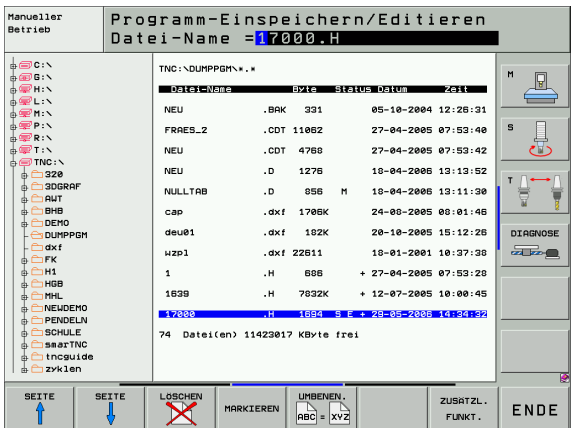 Manueller
Betrieb
Programm-Einspeichern/Editieren
Datei-Name =17000.H
C:\
G:\
H:\
L:\
M:\
P:\
R:\
T:\
TNC:\
320
3DGRAF
AWT
BHB
DEMO
DUMPPGM
dxf
FK
H1
HGB
MHL
NEWDEMO
PENDELN
SCHULE
smarTNC
tncguide
zyklen
TNC:\DUMPPGM\*.*
Datei-Name Byte Status Datum Zeit
NEU .BAK 331 05-10-2004 12:26:31
FRAES_2 .CDT 11062 27-04-2005 07:53:40
NEU .CDT 4768 27-04-2005 07:53:42
NEU .D 1276 18-04-2006 13:13:52
NULLTAB .D 856 M 18-04-2006 13:11:30
cap .dxf 1706K 24-08-2005 08:01:46
deu01 .dxf 182K 20-10-2005 15:12:26
wzpl .dxf 22611 18-01-2001 10:37:38
1 .H 686 + 27-04-2005 07:53:28
1639 .H 7832K + 12-07-2005 10:00:45
17000 .H 1694 S E + 29-05-2006 14:34:32
74 Datei(en) 11423017 KByte frei
M
S
T
DIAGNOSE
SEITE
SEITE
LÖSCHEN
MARKIEREN
UMBENEN.
ABC = XYZ
ZUSÄTZL.
FUNKT.
ENDE